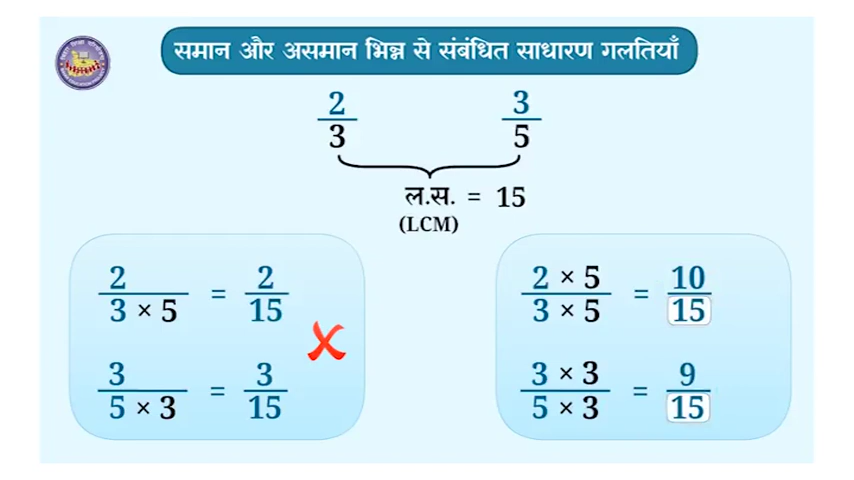 समान और असमान भिन्न से संबंधित साधारण गलतियाँ
2/3 3/5
ल.स. = 15
(LCM)
2/(3 × 5) = 2/15
3/(5 × 3) = 3/15
(2 × 5)/(3 × 5) = 10/15
(3 × 3)/(5 × 3) = 9/15